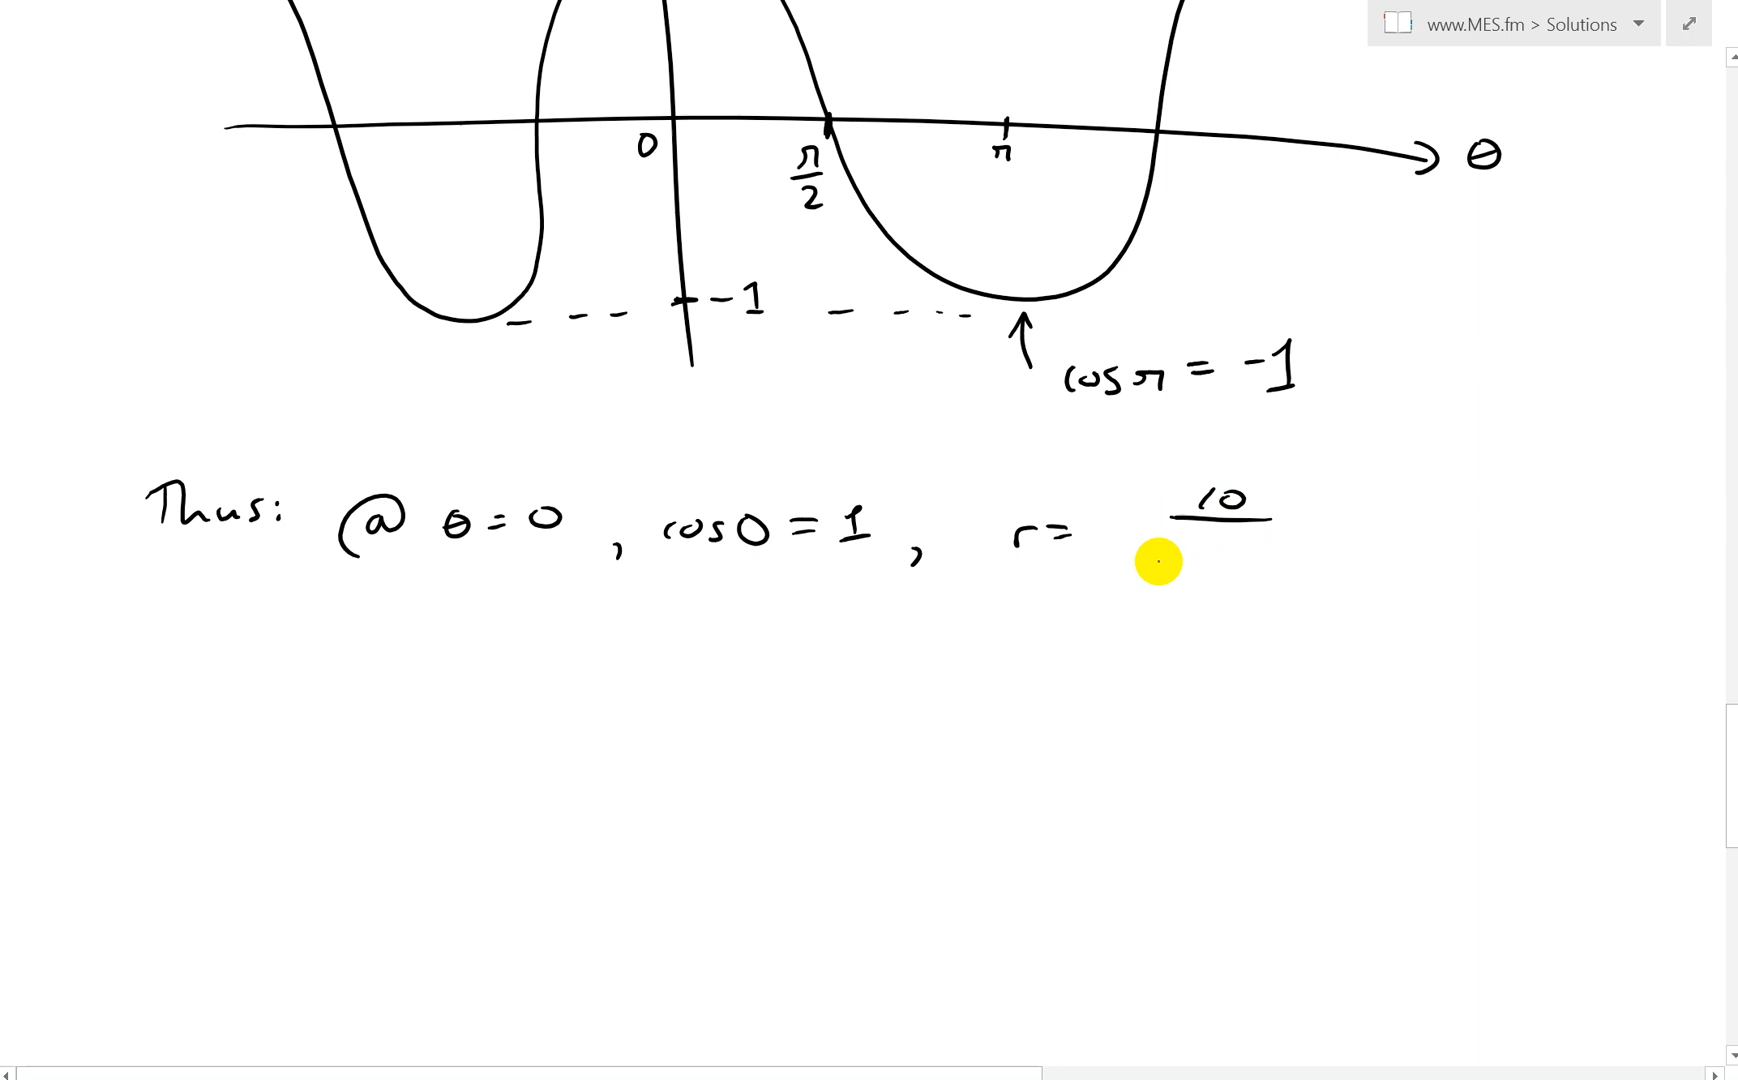 www.MES.fm > Solutions
0
π/2
π
θ
-1
cos π = -1
Thus: @ θ = 0 , cos 0 = 1 , r = 10